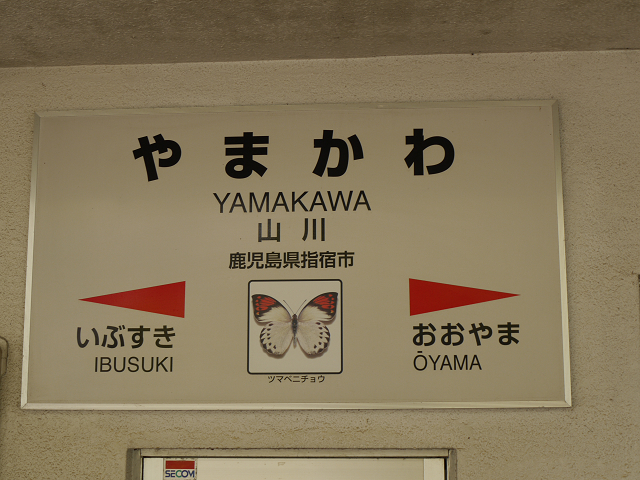 やまかわ
YAMAKAWA
山川
鹿児島県指宿市
いぶすき
IBUSUKI
おおやま
ŌYAMA
ツマベニチョウ
SECOM